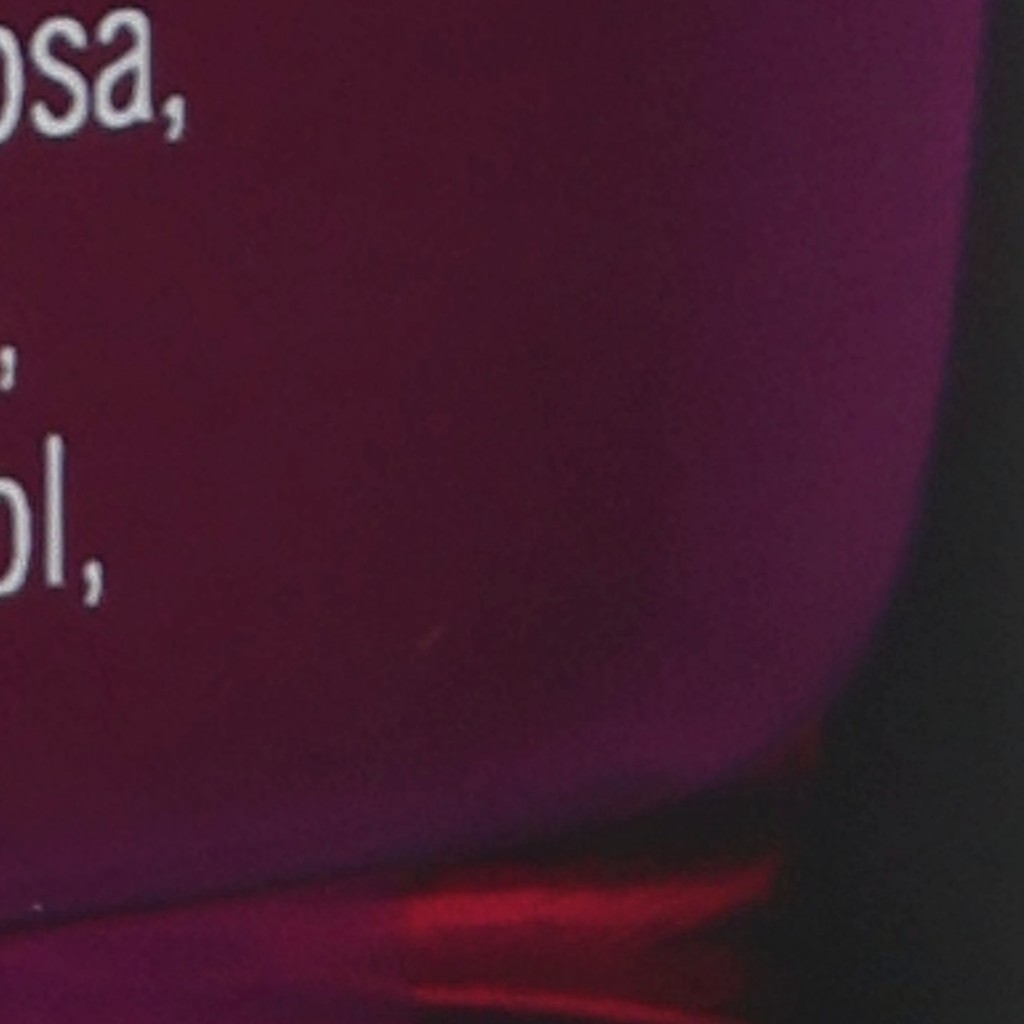 osa,
,
ol,